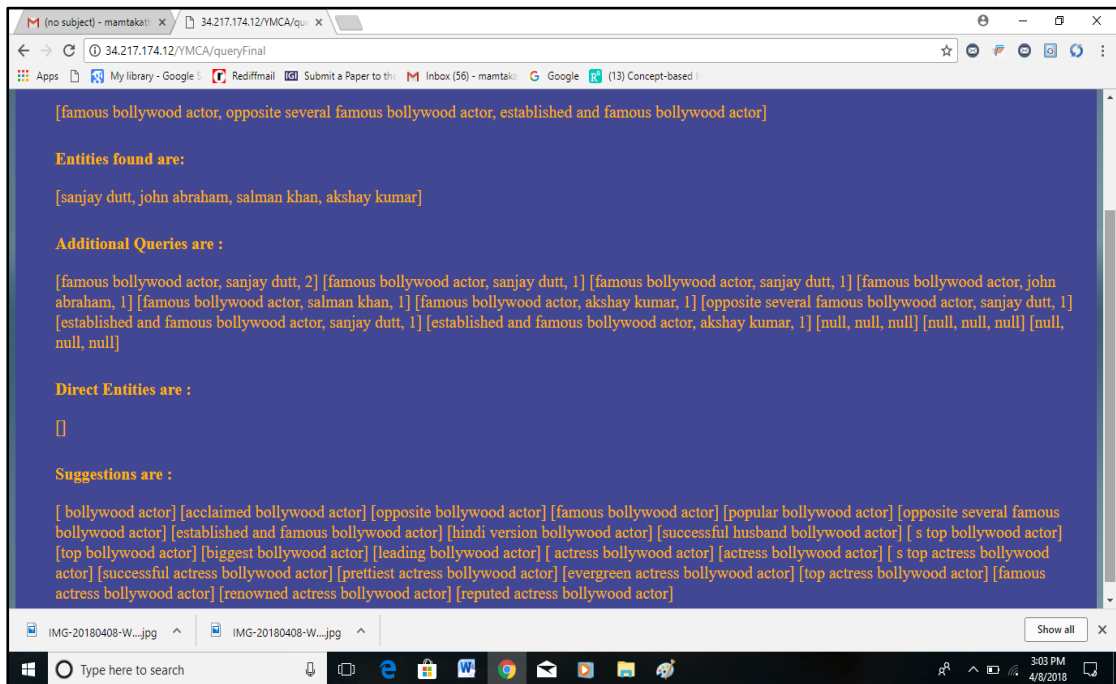 (no subject) - mamtakath
34.217.174.12/YMCA/que
34.217.174.12/YMCA/queryFinal
Apps My library - Google S Rediffmail IGI Submit a Paper to the Inbox (56) - mamtaka Google (13) Concept-based i
[famous bollywood actor, opposite several famous bollywood actor, established and famous bollywood actor]
Entities found are:
[sanjay dutt, john abraham, salman khan, akshay kumar]
Additional Queries are :
[famous bollywood actor, sanjay dutt, 2] [famous bollywood actor, sanjay dutt, 1] [famous bollywood actor, sanjay dutt, 1] [famous bollywood actor, john
abraham, 1] [famous bollywood actor, salman khan, 1] [famous bollywood actor, akshay kumar, 1] [opposite several famous bollywood actor, sanjay dutt, 1]
[established and famous bollywood actor, sanjay dutt, 1] [established and famous bollywood actor, akshay kumar, 1] [null, null, null] [null, null, null] [null,
null, null]
Direct Entities are :
[]
Suggestions are :
[ bollywood actor] [acclaimed bollywood actor] [opposite bollywood actor] [famous bollywood actor] [popular bollywood actor] [opposite several famous
bollywood actor] [established and famous bollywood actor] [hindi version bollywood actor] [successful husband bollywood actor] [ s top bollywood actor]
[top bollywood actor] [biggest bollywood actor] [leading bollywood actor] [ actress bollywood actor] [actress bollywood actor] [ s top actress bollywood
actor] [successful actress bollywood actor] [prettiest actress bollywood actor] [evergreen actress bollywood actor] [top actress bollywood actor] [famous
actress bollywood actor] [renowned actress bollywood actor] [reputed actress bollywood actor]
IMG-20180408-W....jpg IMG-20180408-W....jpg Show all
Type here to search
3:03 PM
4/8/2018